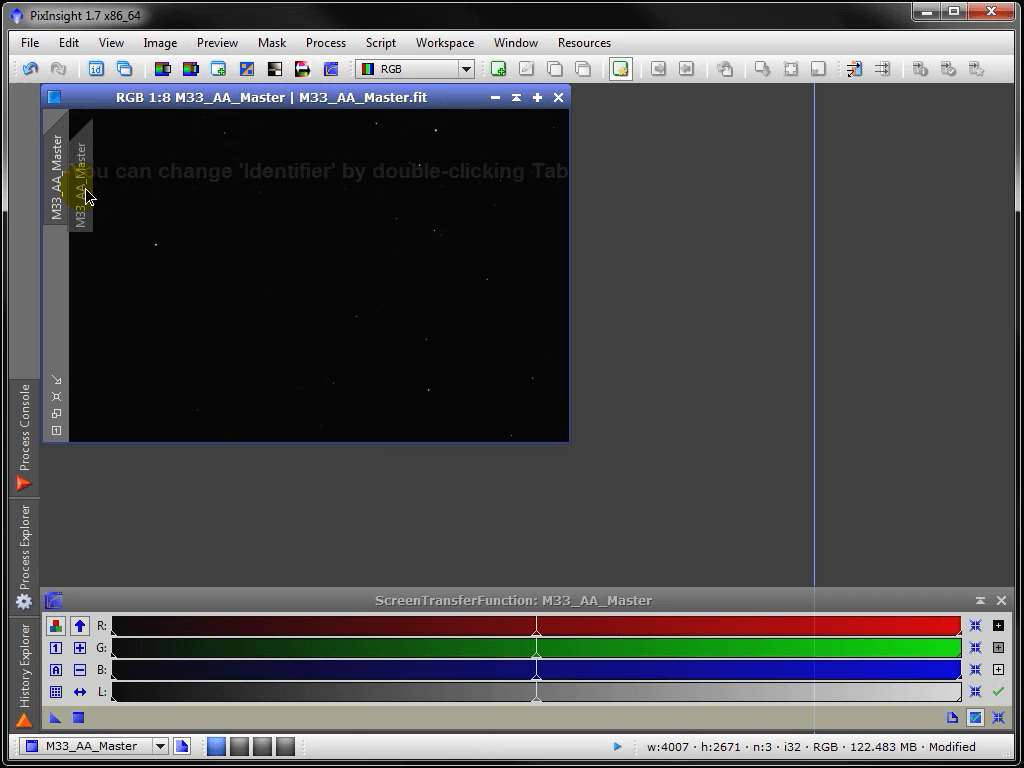 PixInsight 1.7 x86_64
File Edit View Image Preview Mask Process Script Workspace Window Resources
RGB
RGB 1:8 M33_AA_Master | M33_AA_Master.fit
M33_AA_Master
M33_AA_Master
You can change 'Identifier' by double-clicking Tab
Process Console
Process Explorer
History Explorer
ScreenTransferFunction: M33_AA_Master
R:
G:
B:
L:
M33_AA_Master
w:4007 · h:2671 · n:3 · i32 · RGB · 122.483 MB · Modified